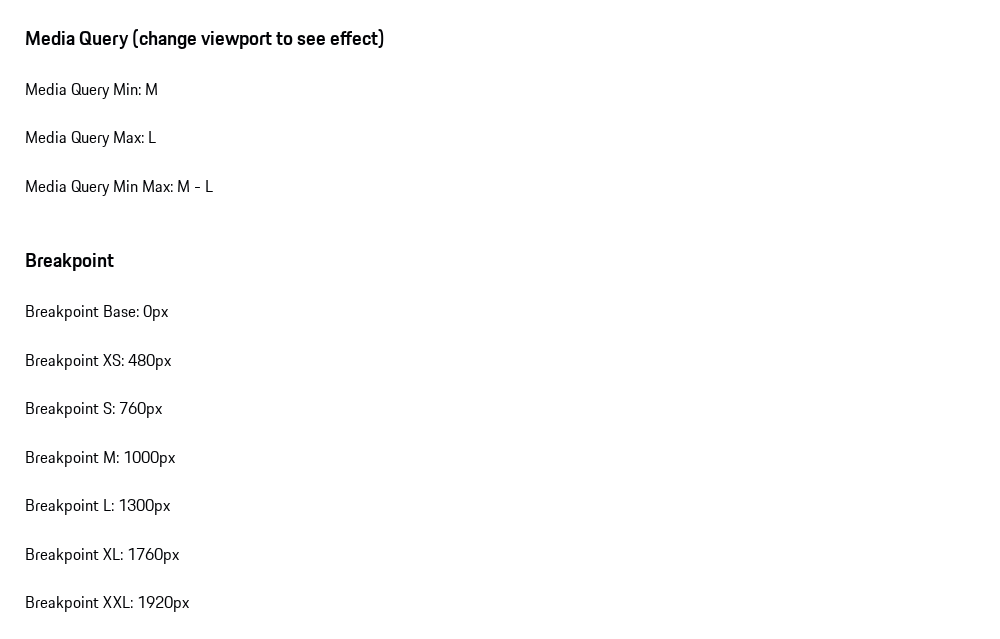 Media Query (change viewport to see effect)
Media Query Min: M
Media Query Max: L
Media Query Min Max: M - L
Breakpoint
Breakpoint Base: 0px
Breakpoint XS: 480px
Breakpoint S: 760px
Breakpoint M: 1000px
Breakpoint L: 1300px
Breakpoint XL: 1760px
Breakpoint XXL: 1920px